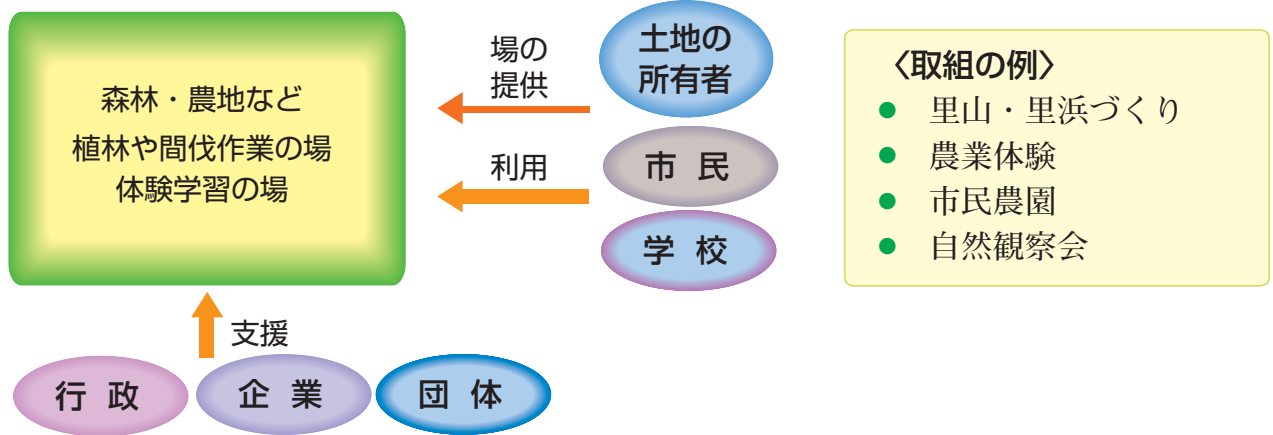 森林・農地など
植林や間伐作業の場
体験学習の場
場の
提供
利用
土地の
所有者
市 民
学 校
支援
行 政
企 業
団 体
〈取組の例〉
● 里山・里浜づくり
● 農業体験
● 市民農園
● 自然観察会